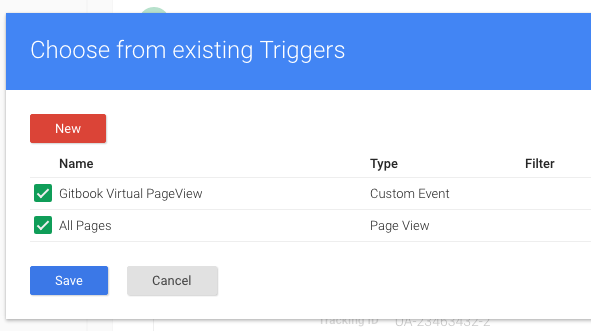 Choose from existing Triggers
New
Name Type Filter
Gitbook Virtual PageView Custom Event
All Pages Page View
Save Cancel
Tracking ID UA-23463432-2